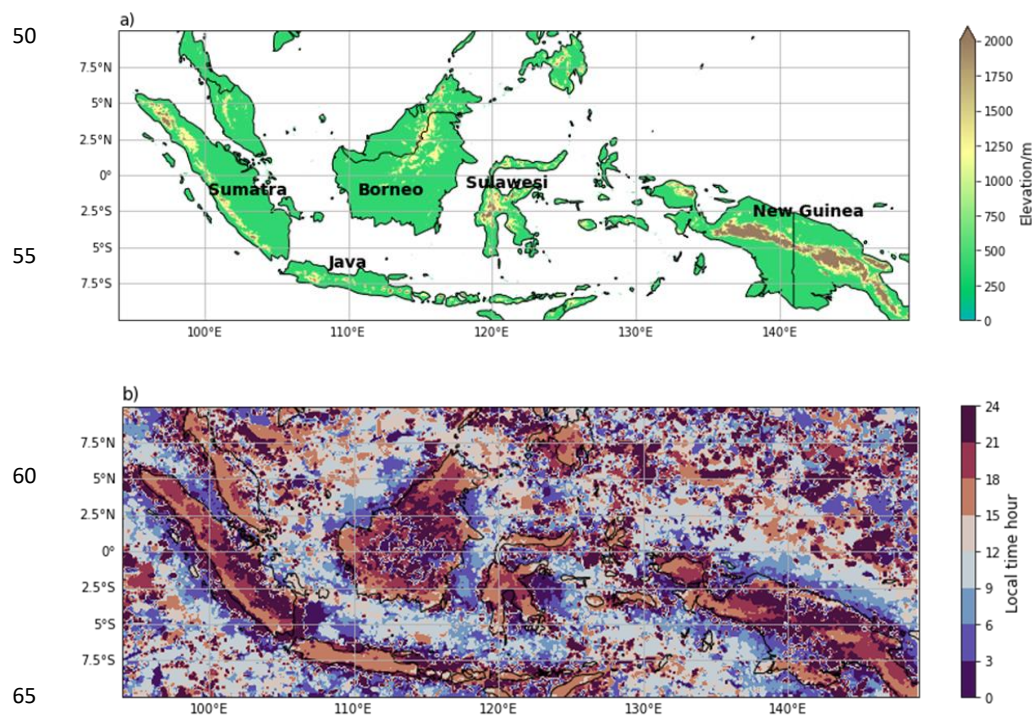 50
55
60
65
a)
7.5°N
5°N
2.5°N
0°
2.5°S
5°S
7.5°S
Sumatra
Borneo
Sulawesi
New Guinea
Java
100°E
110°E
120°E
130°E
140°E
2000
1750
1500
1250
1000
750
500
250
0
Elevation/m
b)
7.5°N
5°N
2.5°N
0°
2.5°S
5°S
7.5°S
100°E
110°E
120°E
130°E
140°E
24
21
18
15
12
9
6
3
0
Local time hour